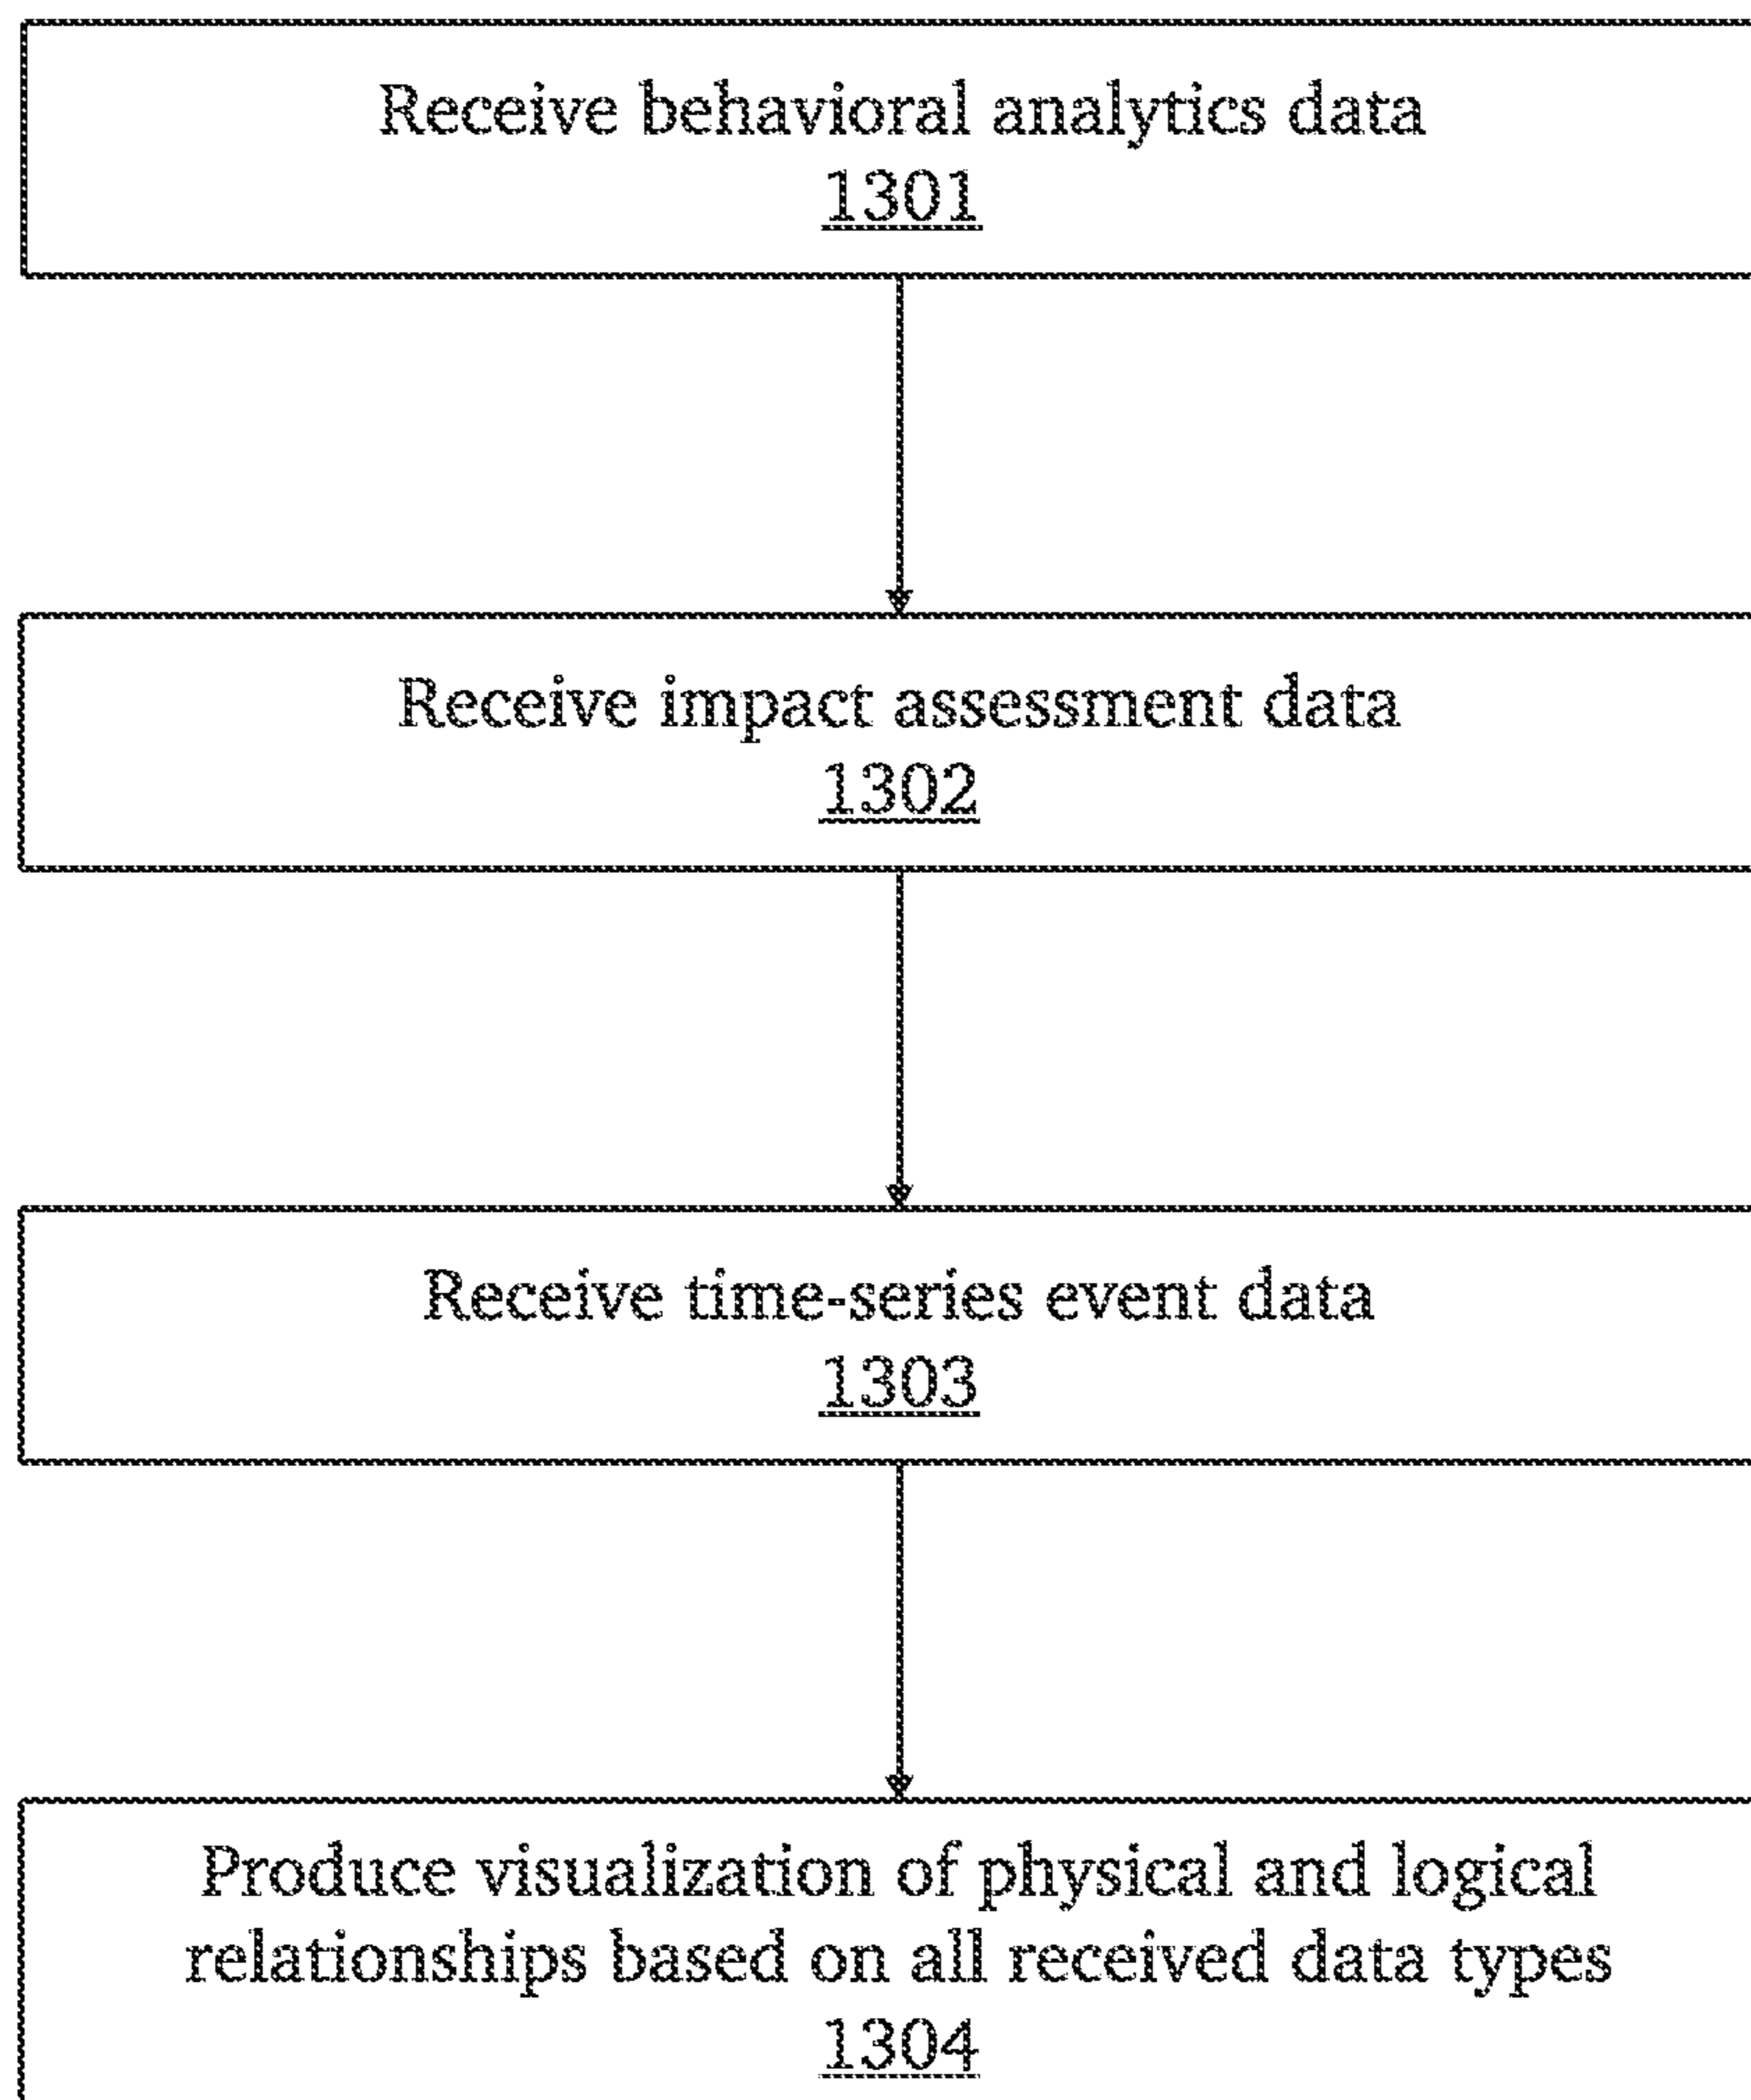 Receive behavioral analytics data
1301
Receive impact assessment data
1302
Receive time-series event data
1303
Produce visualization of physical and logical
relationships based on all received data types
1304